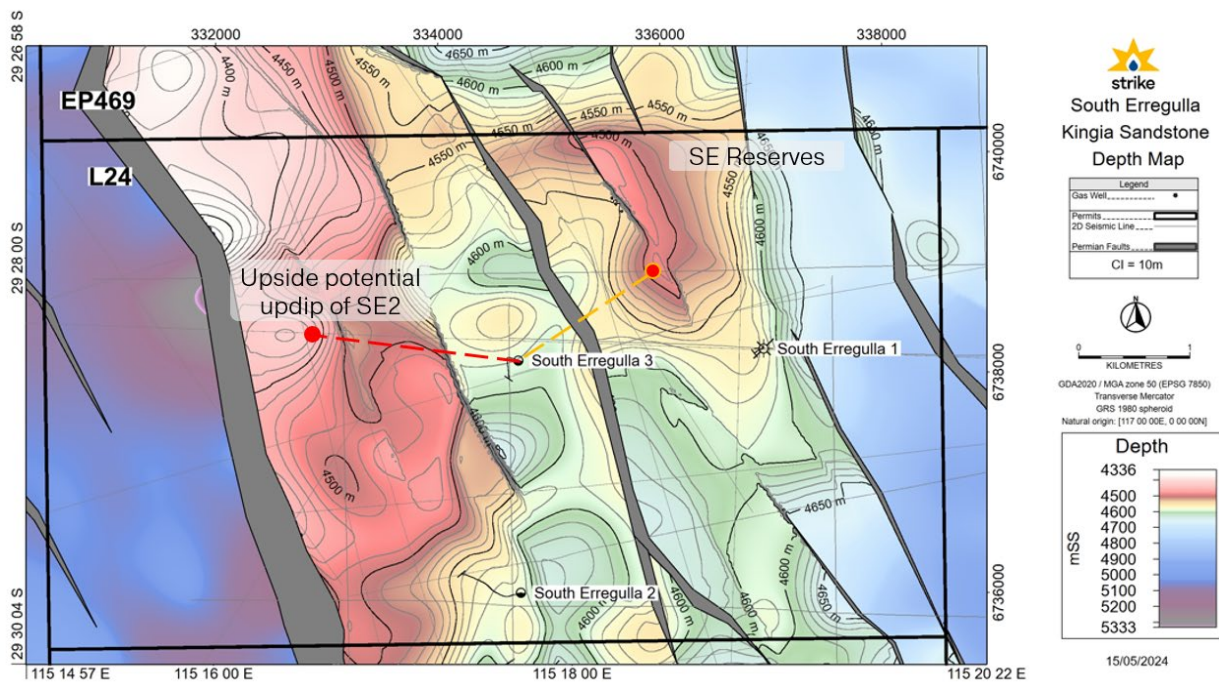 332000
334000
336000
338000
29 26 58 S
29 28 00 S
29 30 04 S
6740000
6738000
6736000
115 14 57 E
115 16 00 E
115 18 00 E
115 20 22 E
EP469
L24
4400 m
4450 m
4500 m
4550 m
4650 m
4600 m
4600 m
4550 m
4550 m
4550 m
4500 m
4650 m
SE Reserves
4550 m
4600 m
4600 m
Upside potential
updip of SE2
South Erregulla 3
South Erregulla 1
4500 m
4650 m
South Erregulla 2
4600 m
4600 m
4600 m
4650 m
strike
South Erregulla
Kingia Sandstone
Depth Map
Legend
Gas Well
Permits
2D Seismic Line
Permian Faults
CI = 10m
N
0
1
KILOMETRES
GDA2020 / MGA zone 50 (EPSG 7850)
Transverse Mercator
GRS 1980 spheroid
Natural origin: [117 00 00E, 0 00 00N]
Depth
mSS
4336
4500
4600
4700
4800
4900
5000
5100
5200
5333
15/05/2024